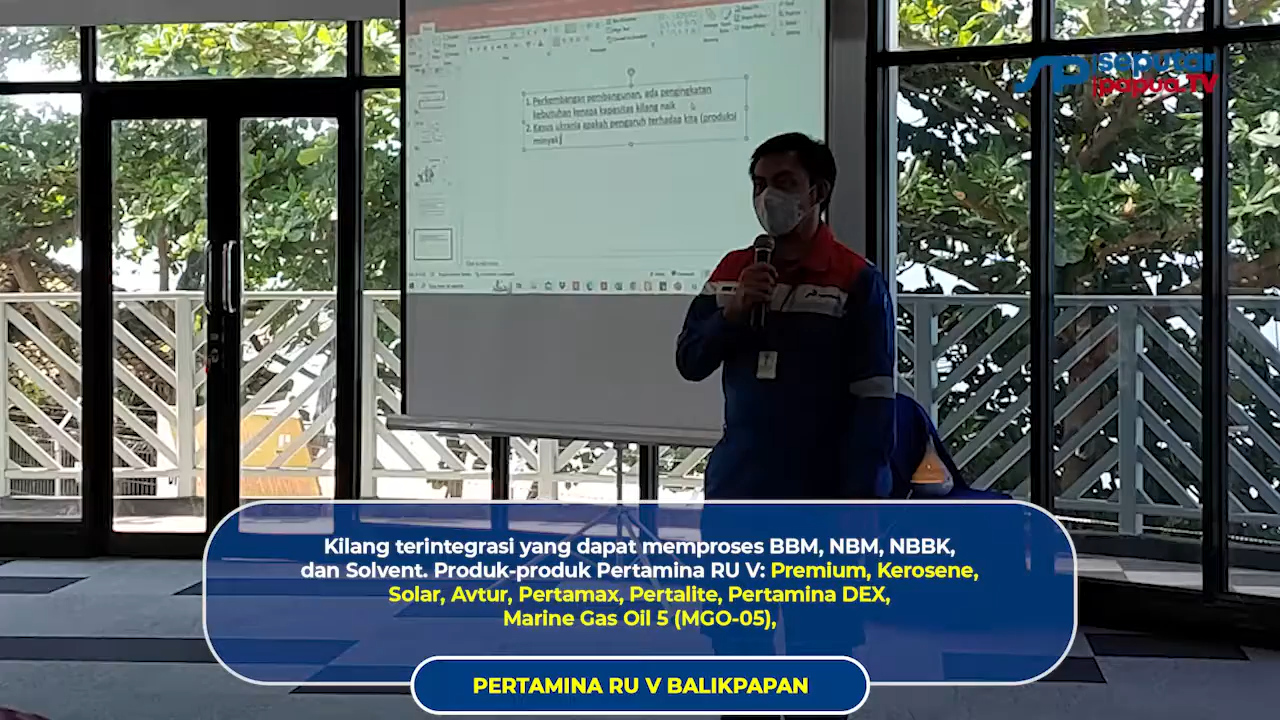 seputar
papua.TV
1. Perkembangan pembangunan, ada pengingkatan
kebutuhan kenapa kapasitas kilang naik
2. Kasus ukrania apakah pengaruh terhadap kita (produksi
minyak)
Kilang terintegrasi yang dapat memproses BBM, NBM, NBBK,
dan Solvent. Produk-produk Pertamina RU V: Premium, Kerosene,
Solar, Avtur, Pertamax, Pertalite, Pertamina DEX,
Marine Gas Oil 5 (MGO-05),
PERTAMINA RU V BALIKPAPAN